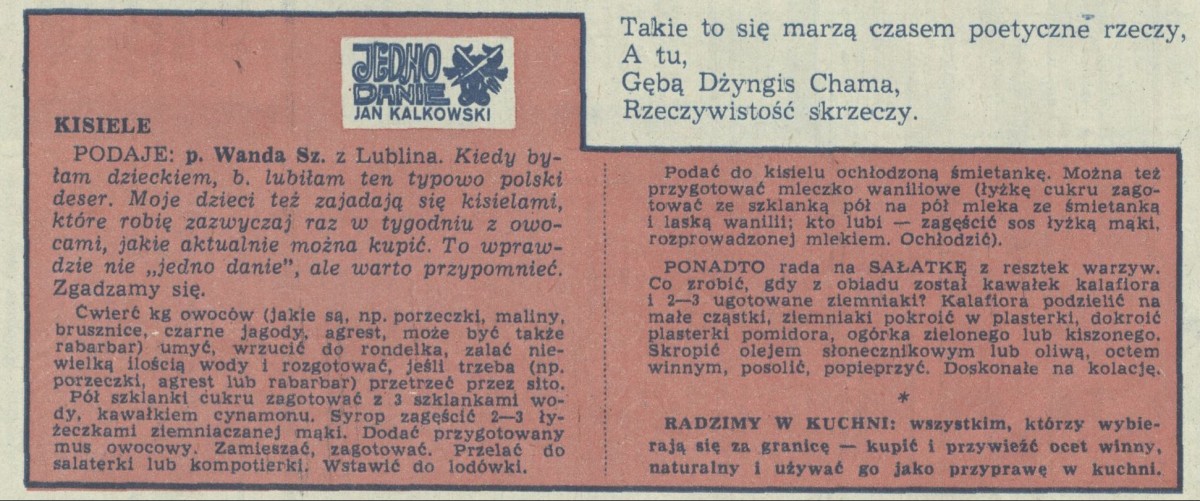 Takie to się marzą czasem poetyczne rzeczy,
A tu,
Gębą Dżyngis Chama,
Rzeczywistość skrzeczy.
JEDNO
DANIE
JAN KALKOWSKI
KISIELE
PODAJE: p. Wanda Sz. z Lublina. Kiedy by-
łam dzieckiem, b. lubiłam ten typowo polski
deser. Moje dzieci też zajadają się kisielami,
które robię zazwyczaj raz w tygodniu z owo-
cami, jakie aktualnie można kupić. To wpraw-
dzie nie „jedno danie", ale warto przypomnieć.
Zgadzamy się.
Ćwierć kg owoców (jakie są, np. porzeczki, maliny,
brusznice, czarne jagody, agrest, może być także
rabarbar) umyć, wrzucić do rondelka, zalać nie-
wielką ilością wody i rozgotować, jeśli trzeba (np.
porzeczki, agrest lub rabarbar) przetrzeć przez sito.
Pół szklanki cukru zagotować z 3 szklankami wo-
dy, kawałkiem cynamonu. Syrop zagęścić 2—3 ły-
żeczkami ziemniaczanej mąki. Dodać przygotowany
mus owocowy. Zamieszać, zagotować. Przelać do
salaterki lub kompotierki. Wstawić do lodówki.
Podać do kisielu ochłodzoną śmietankę. Można też
przygotować mleczko waniliowe (łyżkę cukru zago-
tować ze szklanką pół na pół mleka ze śmietanką
i laską wanilii; kto lubi — zagęścić sos łyżką mąki,
rozprowadzonej mlekiem. Ochłodzić).
PONADTO rada na SAŁATKĘ z resztek warzyw.
Co zrobić, gdy z obiadu został kawałek kalafiora
i 2—3 ugotowane ziemniaki? Kalafiora podzielić na
małe cząstki, ziemniaki pokroić w plasterki, dokroić
plasterki pomidora, ogórka zielonego lub kiszonego.
Skropić olejem słonecznikowym lub oliwą, octem
winnym, posolić, popieprzyć. Doskonałe na kolację.
*
RADZIMY W KUCHNI: wszystkim, którzy wybie-
rają się za granicę — kupić i przywieźć ocet winny,
naturalny i używać go jako przyprawę w kuchni.